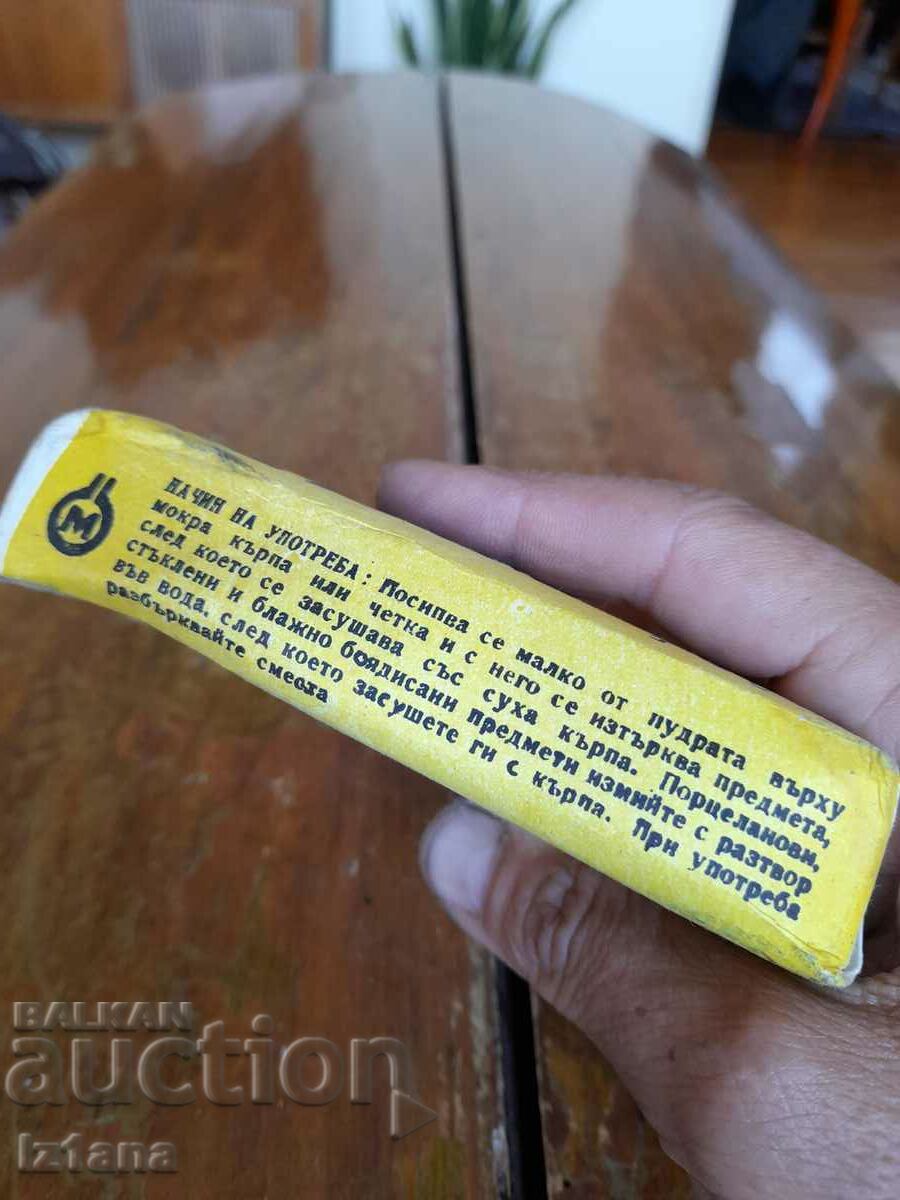 М
НАЧИН НА УПОТРЕБА: Посипва се малко от пудрата върху
мокра кърпа или четка и с него се изтърква предмета,
след което се засушава със суха кърпа. Порцеланови,
стъклени и блажно боядисани предмети измийте с разтвор
във вода, след което засушете ги с кърпа. При употреба
разбърквайте сместа
BALKAN
auction
Iz1ana